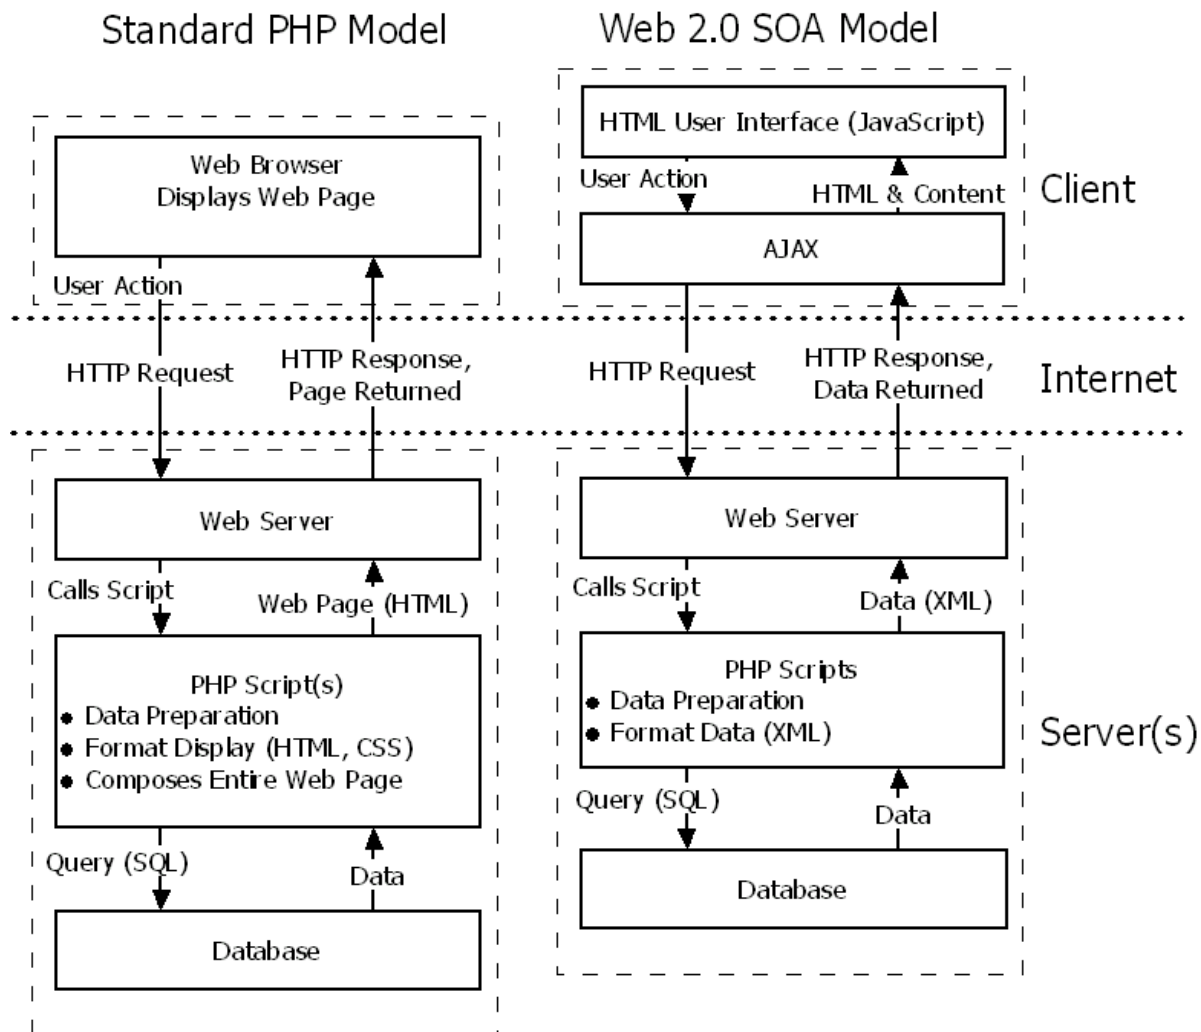 Standard PHP Model
Web Browser
Displays Web Page
User Action
HTTP Request
HTTP Response,
Page Returned
Web Server
Calls Script
Web Page (HTML)
PHP Script(s)
• Data Preparation
• Format Display (HTML, CSS)
• Composes Entire Web Page
Query (SQL)
Data
Database
Web 2.0 SOA Model
HTML User Interface (JavaScript)
User Action
HTML & Content
AJAX
HTTP Request
HTTP Response,
Data Returned
Web Server
Calls Script
Data (XML)
PHP Scripts
• Data Preparation
• Format Data (XML)
Query (SQL)
Data
Database
Client
Internet
Server(s)